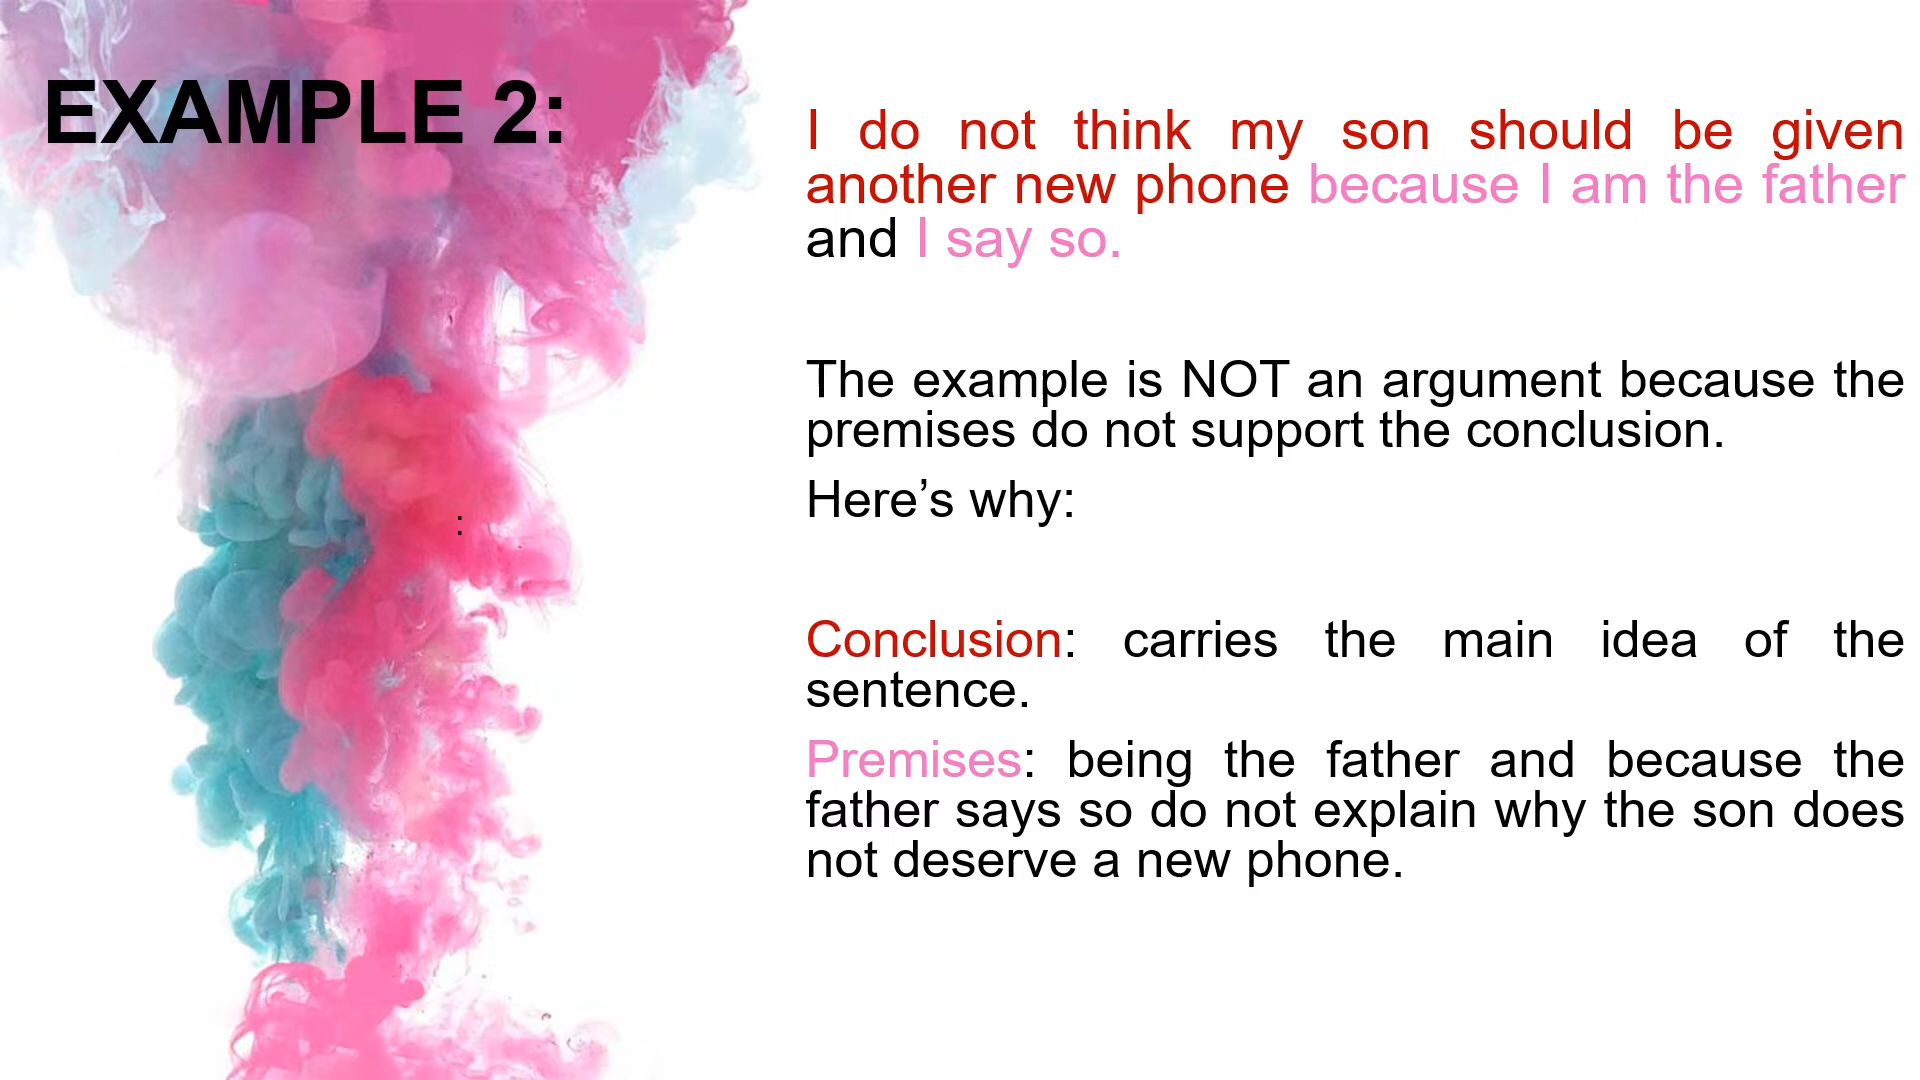 EXAMPLE 2:
I do not think my son should be given
another new phone because I am the father
and I say so.
The example is NOT an argument because the
premises do not support the conclusion.
Here’s why:
:
Conclusion: carries the main idea of the
sentence.
Premises: being the father and because the
father says so do not explain why the son does
not deserve a new phone.